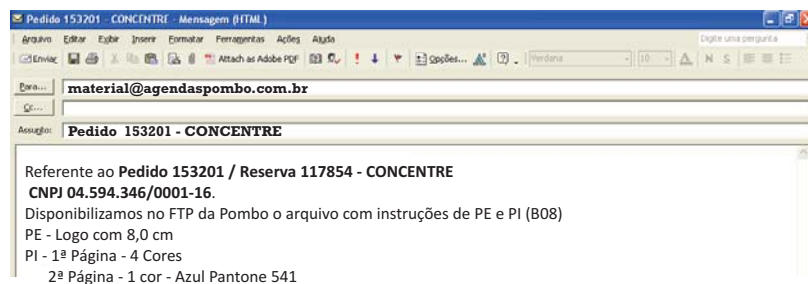 Pedido 153201 - CONCENTRE - Mensagem (HTML)
Arquivo Editar Exibir Inserir Formatar Ferramentas Ações Ajuda Digite uma pergunta
Enviar Attach as Adobe PDF Opções... Verdana 10 A N S
Para... material@agendaspombo.com.br
Cc...
Assunto: Pedido 153201 - CONCENTRE
Referente ao Pedido 153201 / Reserva 117854 - CONCENTRE
CNPJ 04.594.346/0001-16.
Disponibilizamos no FTP da Pombo o arquivo com instruções de PE e PI (B08)
PE - Logo com 8,0 cm
PI - 1ª Página - 4 Cores
2ª Página - 1 cor - Azul Pantone 541